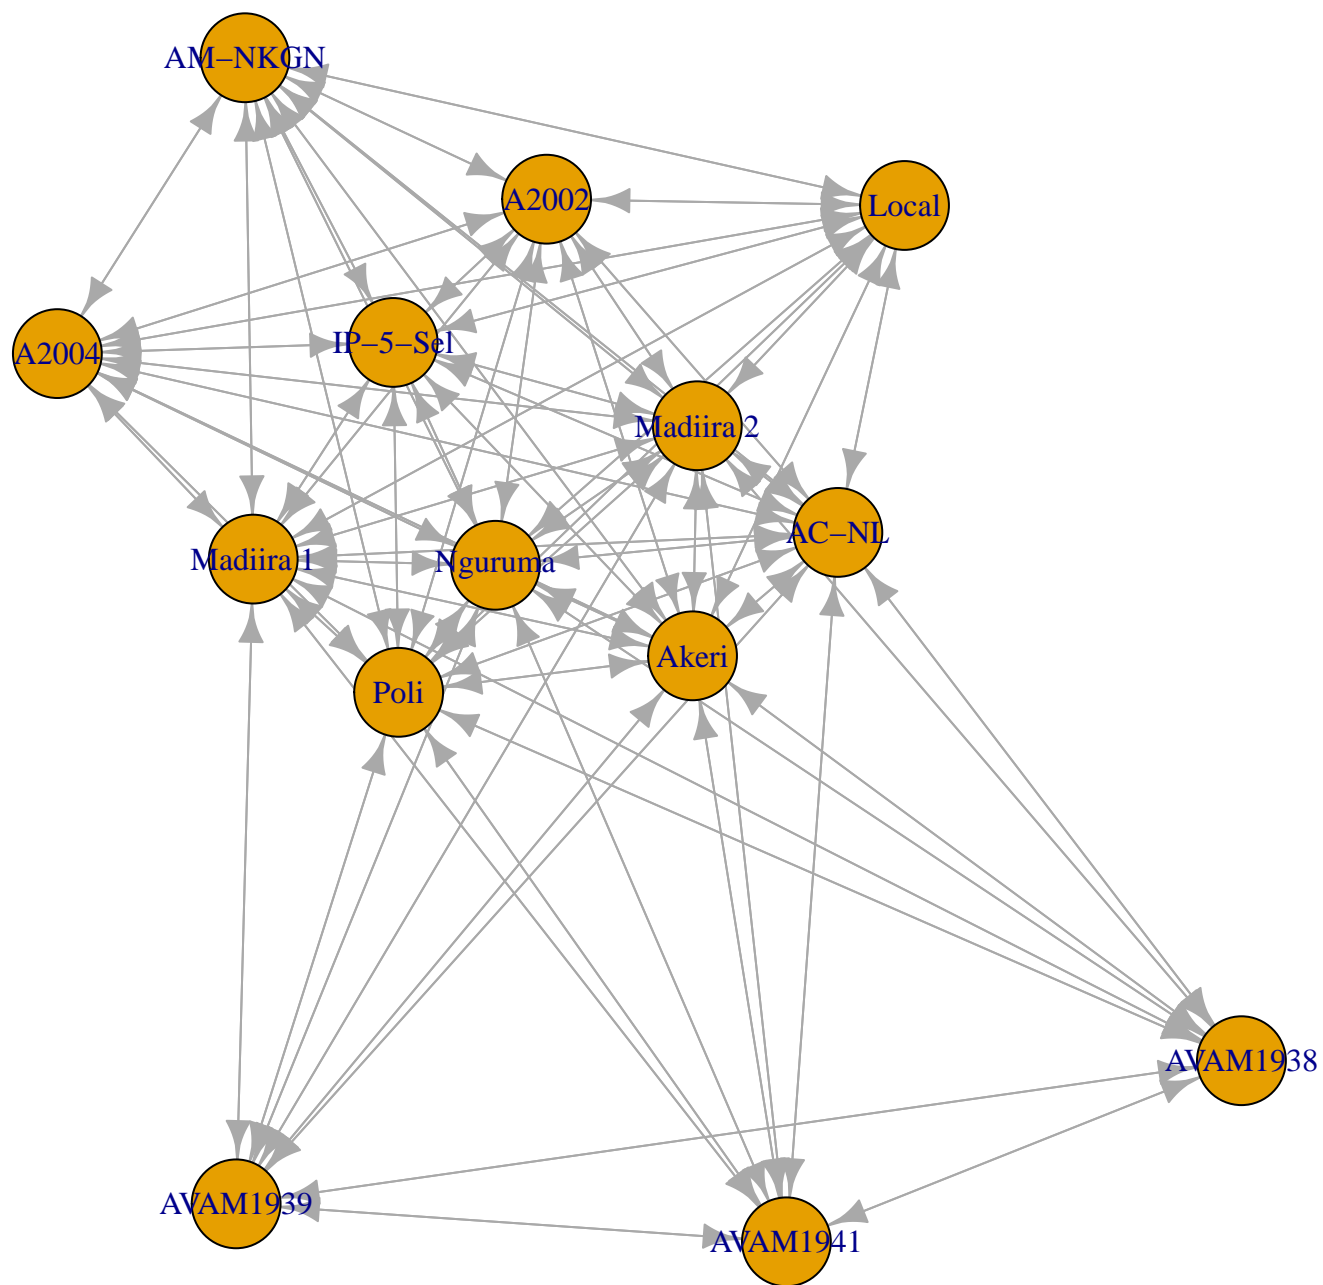 AM−NKGN
A2002
Local
IP−5−Sel
A2004
Madiira 2
AC−NL
Madiira 1
Nguruma
Akeri
Poli
AVAM1938
AVAM1939
AVAM1941